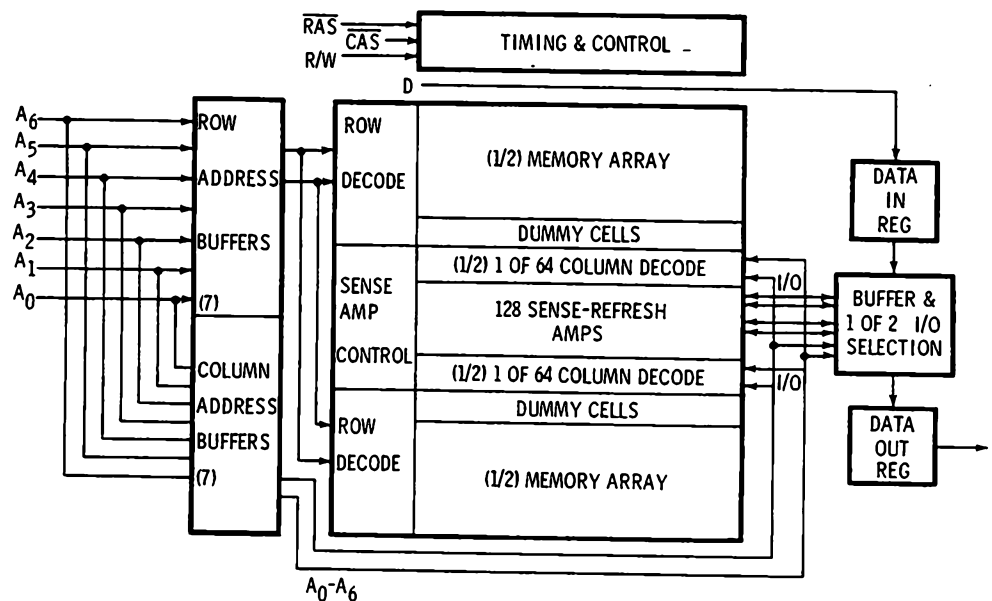 RAS
CAS
R/W
TIMING & CONTROL
D
A6
A5
A4
A3
A2
A1
A0
ROW
ADDRESS
BUFFERS
(7)
COLUMN
ADDRESS
BUFFERS
(7)
ROW
DECODE
SENSE
AMP
CONTROL
ROW
DECODE
(1/2) MEMORY ARRAY
DUMMY CELLS
(1/2) 1 OF 64 COLUMN DECODE
128 SENSE-REFRESH
AMPS
(1/2) 1 OF 64 COLUMN DECODE
DUMMY CELLS
(1/2) MEMORY ARRAY
I/O
I/O
DATA
IN
REG
BUFFER &
1 OF 2 I/O
SELECTION
DATA
OUT
REG
A0-A6